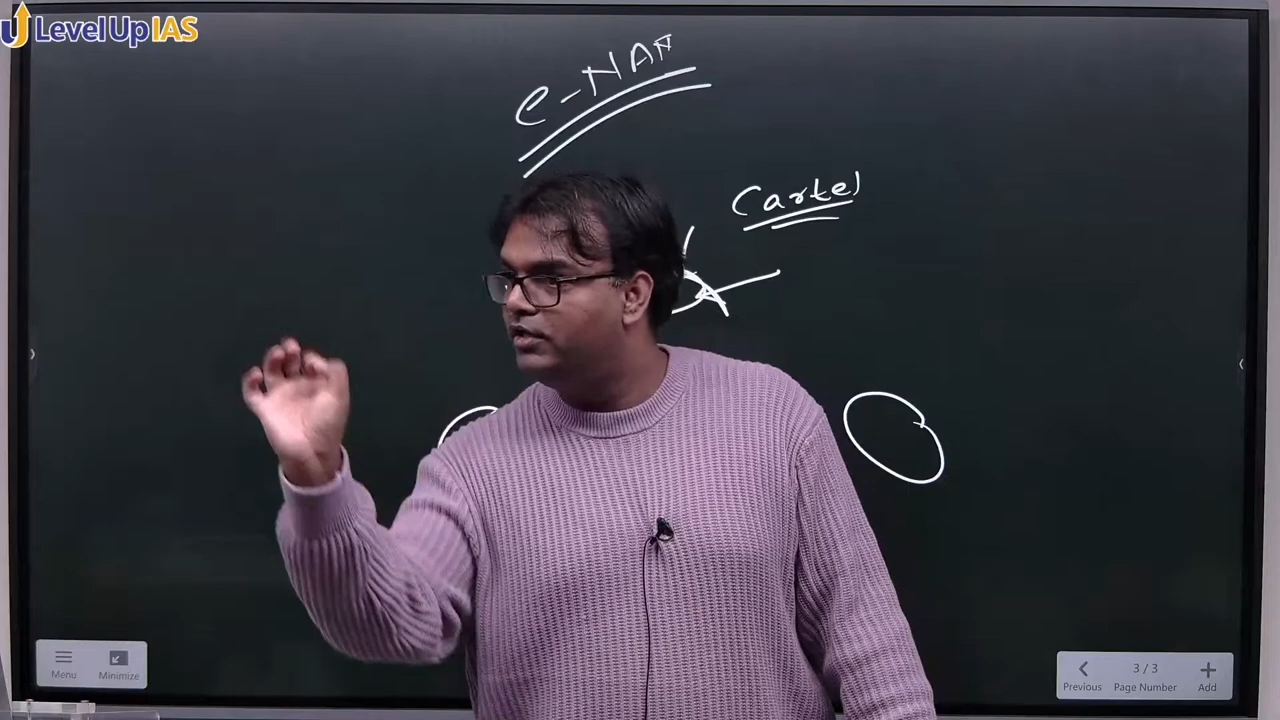 Level Up IAS
e-NAM
Cartel
Menu
Minimize
Previous
3 / 3
Page Number
Add